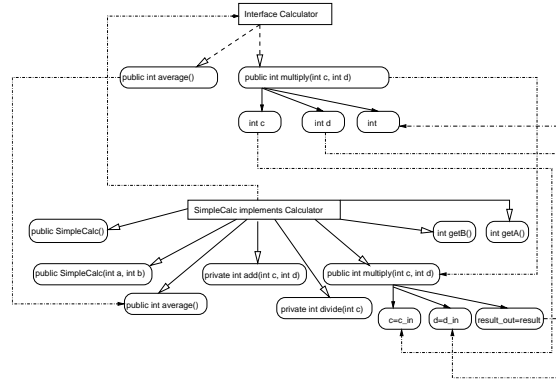 Interface Calculator
public int average()
public int multiply(int c, int d)
int c
int d
int
SimpleCalc implements Calculator
public SimpleCalc()
int getB()
int getA()
public SimpleCalc(int a, int b)
private int add(int c, int d)
public int multiply(int c, int d)
public int average()
private int divide(int c)
c=c_in
d=d_in
result_out=result